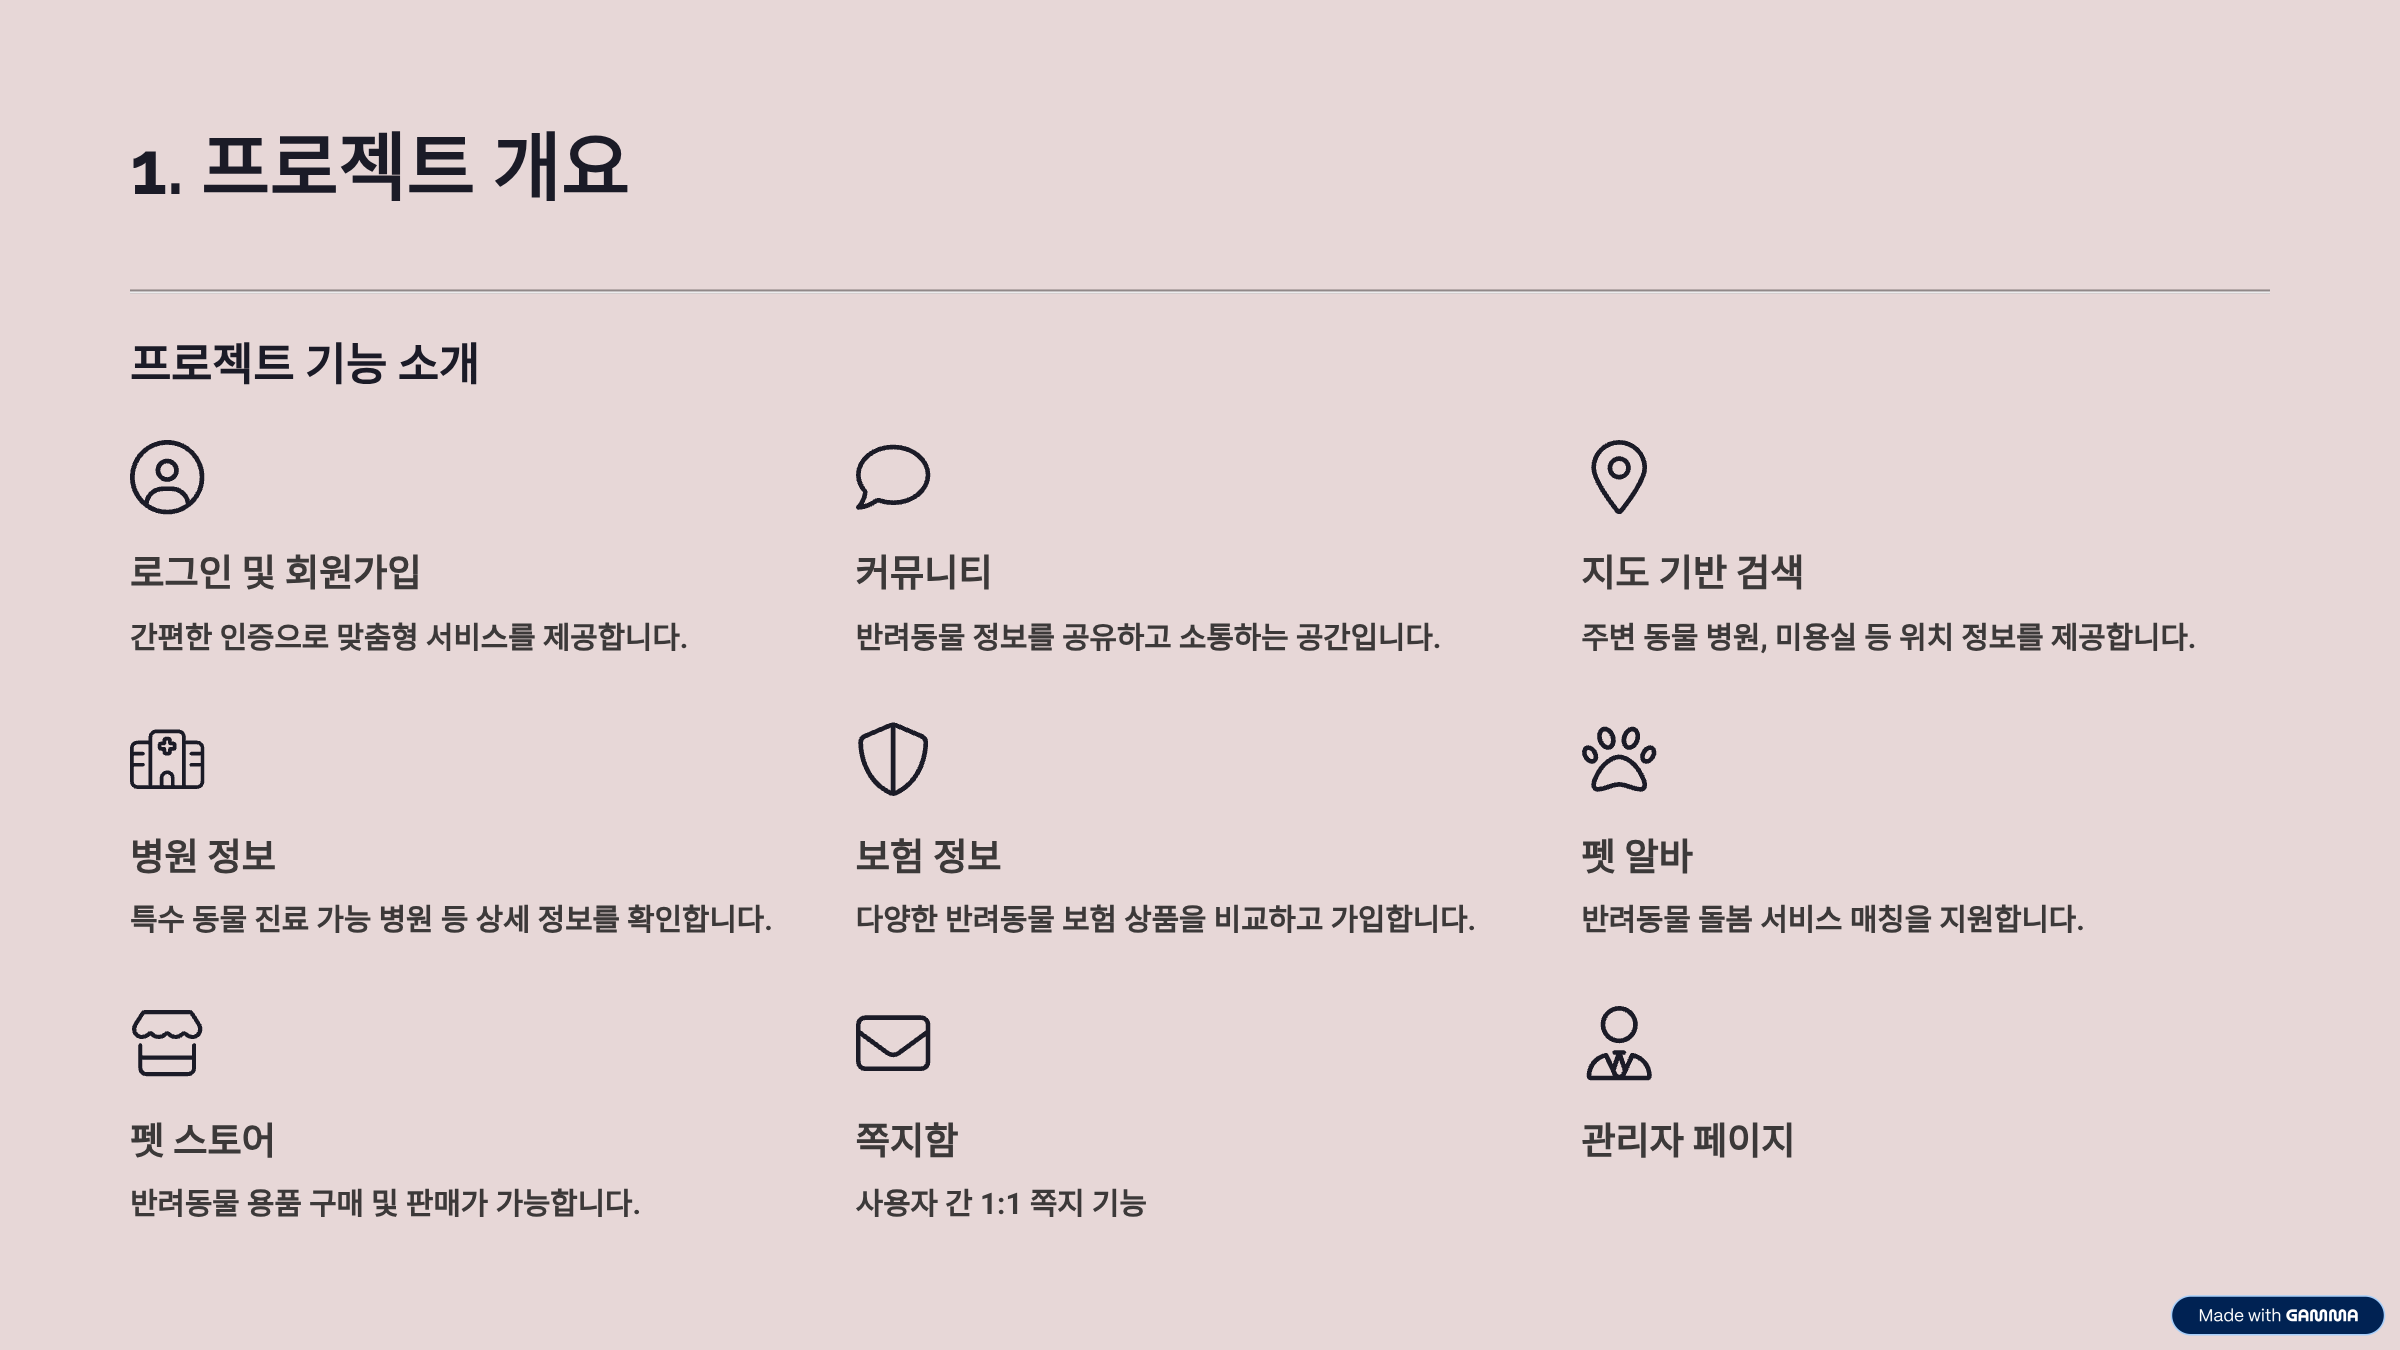 1. 프로젝트 개요
프로젝트 기능 소개
로그인 및 회원가입
간편한 인증으로 맞춤형 서비스를 제공합니다.
커뮤니티
반려동물 정보를 공유하고 소통하는 공간입니다.
지도 기반 검색
주변 동물 병원, 미용실 등 위치 정보를 제공합니다.
병원 정보
특수 동물 진료 가능 병원 등 상세 정보를 확인합니다.
보험 정보
다양한 반려동물 보험 상품을 비교하고 가입합니다.
펫 알바
반려동물 돌봄 서비스 매칭을 지원합니다.
펫 스토어
반려동물 용품 구매 및 판매가 가능합니다.
쪽지함
사용자 간 1:1 쪽지 기능
관리자 페이지
Made with GAMMA